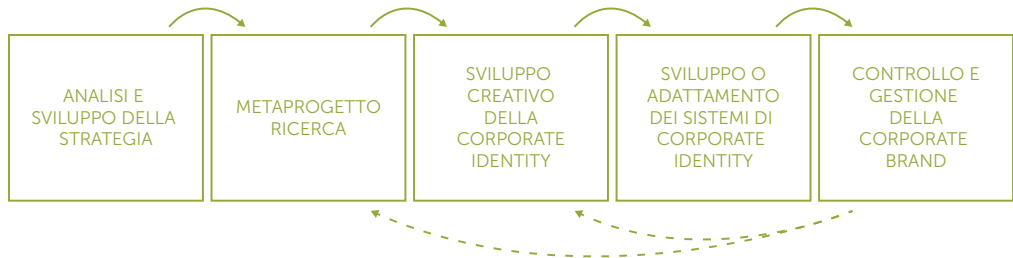 ANALISI E
SVILUPPO DELLA
STRATEGIA
METAPROGETTO
RICERCA
SVILUPPO
CREATIVO
DELLA
CORPORATE
IDENTITY
SVILUPPO O
ADATTAMENTO
DEI SISTEMI DI
CORPORATE
IDENTITY
CONTROLLO E
GESTIONE
DELLA
CORPORATE
BRAND